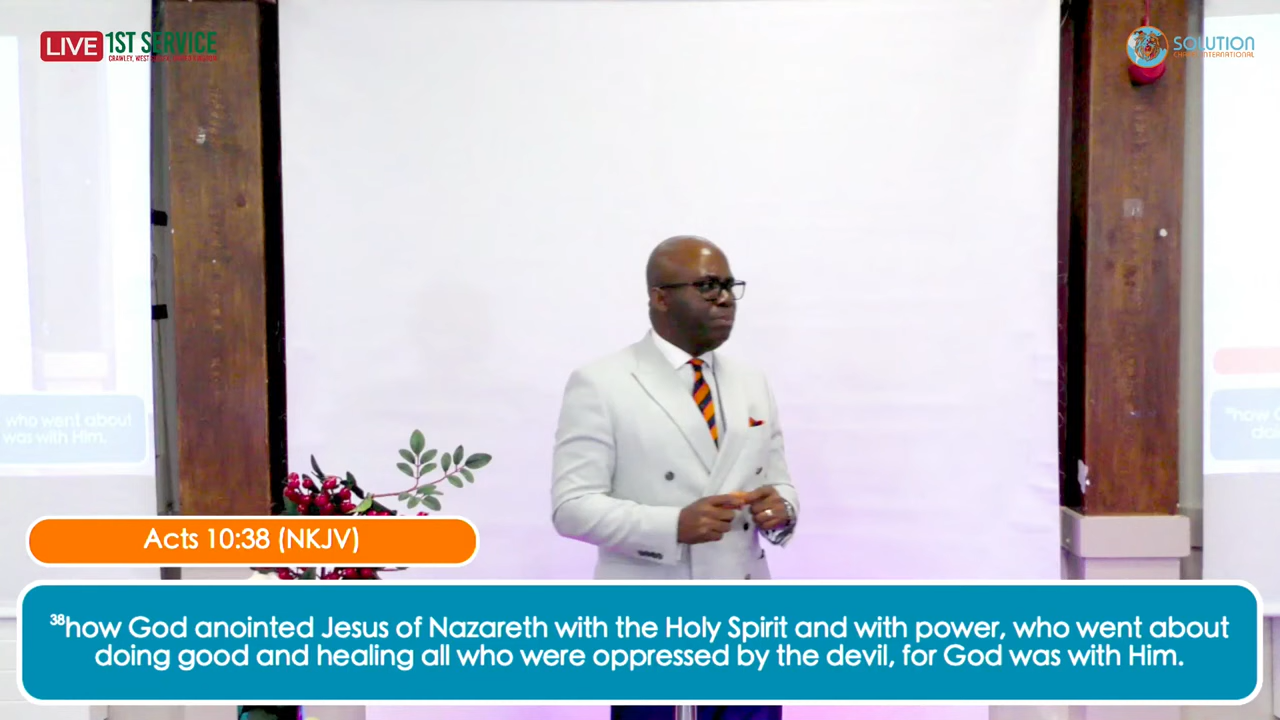 LIVE 1ST SERVICE
SOLUTION
Acts 10:38 (NKJV)
³⁸how God anointed Jesus of Nazareth with the Holy Spirit and with power, who went about
doing good and healing all who were oppressed by the devil, for God was with Him.
who went about
was with Him.